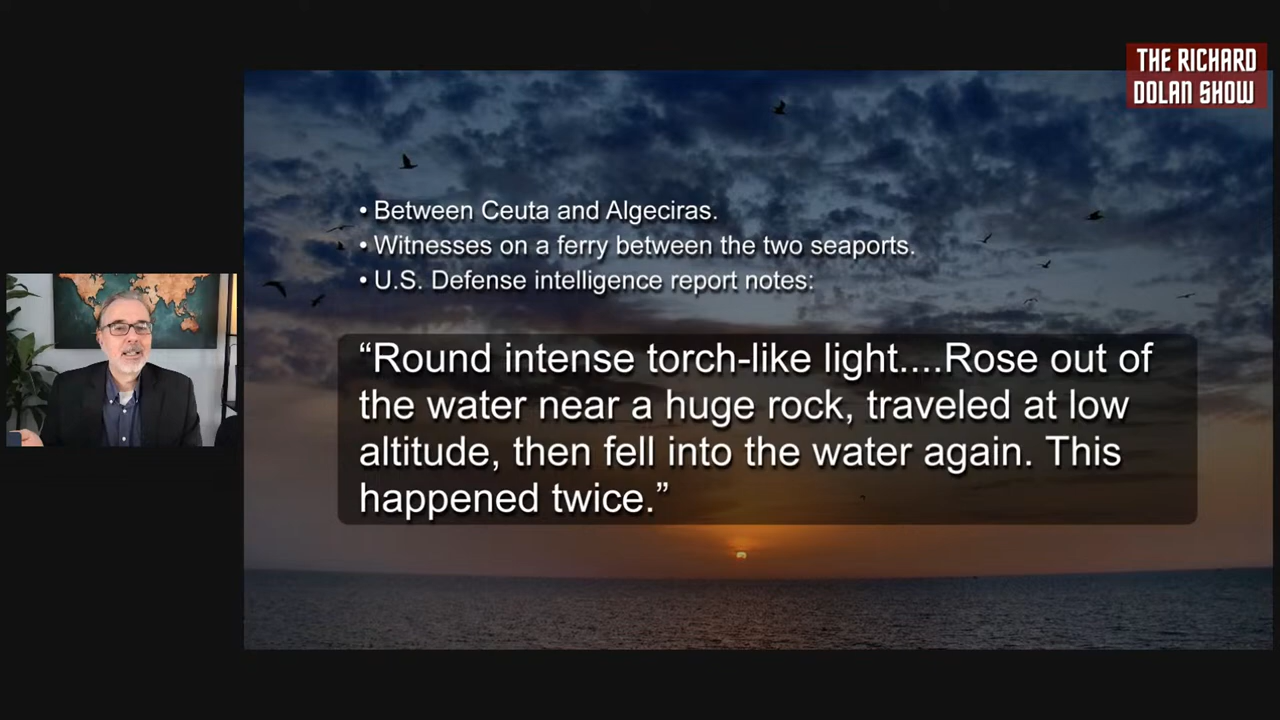 THE RICHARD
DOLAN SHOW
• Between Ceuta and Algeciras.
• Witnesses on a ferry between the two seaports.
• U.S. Defense intelligence report notes:
“Round intense torch-like light....Rose out of
the water near a huge rock, traveled at low
altitude, then fell into the water again. This
happened twice.”